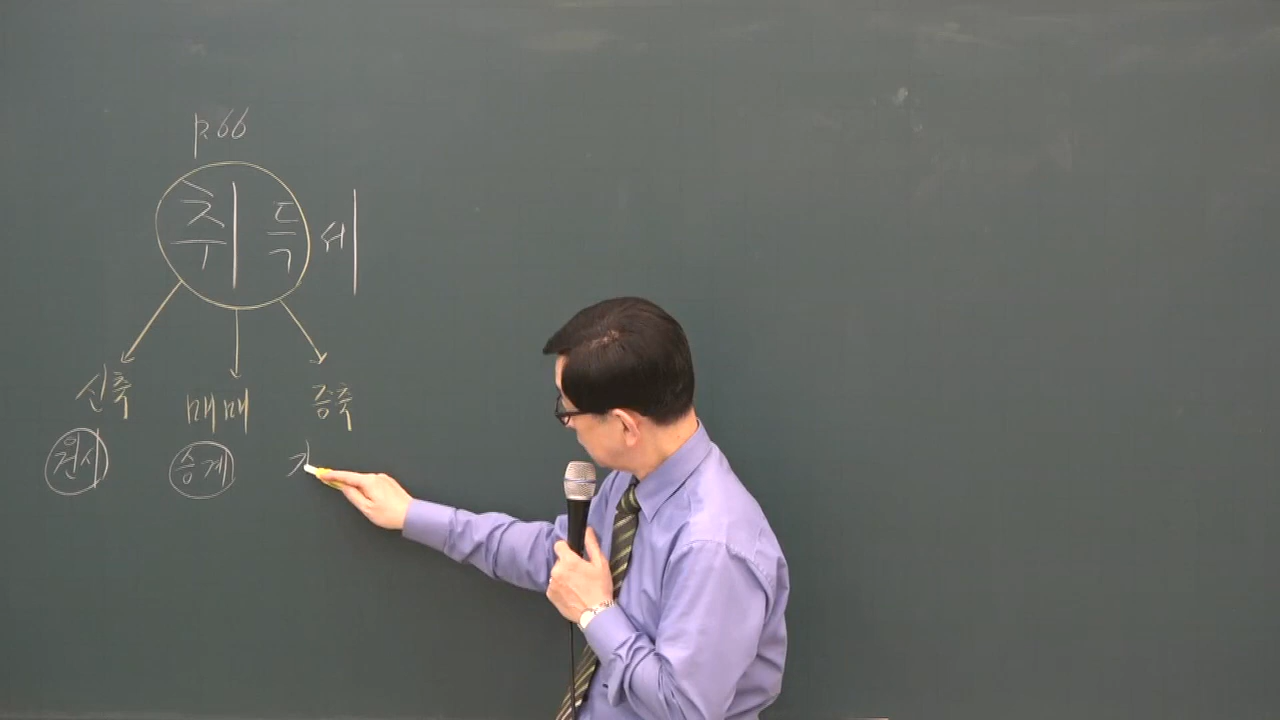 p.66
취득세
신축 매매 증축
원시 승계